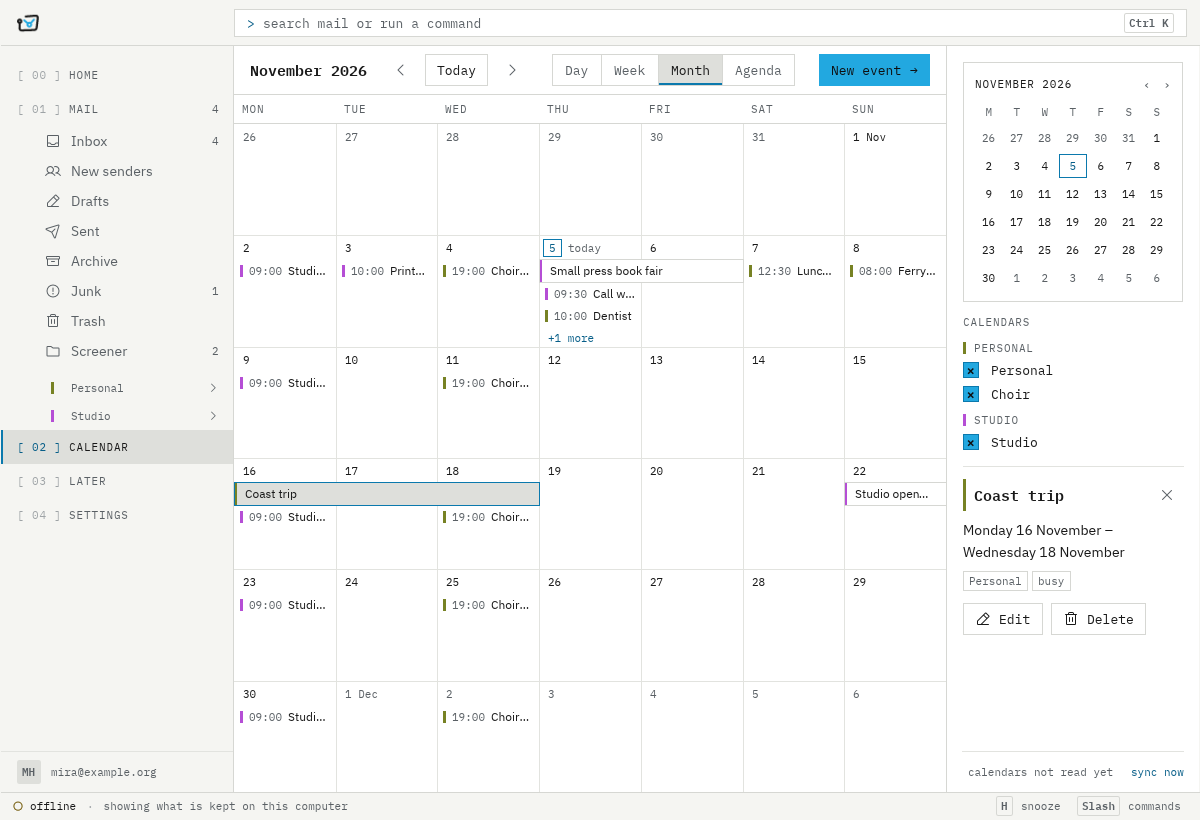 > search mail or run a command Ctrl K
[ 00 ] HOME
[ 01 ] MAIL 4
Inbox 4
New senders
Drafts
Sent
Archive
Junk 1
Trash
Screener 2
Personal
Studio
[ 02 ] CALENDAR
[ 03 ] LATER
[ 04 ] SETTINGS
MH mira@example.org
November 2026 Today Day Week Month Agenda New event →
MON TUE WED THU FRI SAT SUN
26 27 28 29 30 31 1 Nov
2 3 4 5 today 6 7 8
09:00 Studi… 10:00 Print… 19:00 Choir… Small press book fair 12:30 Lunc… 08:00 Ferry…
09:30 Call w…
10:00 Dentist
+1 more
9 10 11 12 13 14 15
09:00 Studi… 19:00 Choir…
16 17 18 19 20 21 22
Coast trip Studio open…
09:00 Studi… 19:00 Choir…
23 24 25 26 27 28 29
09:00 Studi… 19:00 Choir…
30 1 Dec 2 3 4 5 6
09:00 Studi… 19:00 Choir…
NOVEMBER 2026 ‹ ›
M T W T F S S
26 27 28 29 30 31 1
2 3 4 5 6 7 8
9 10 11 12 13 14 15
16 17 18 19 20 21 22
23 24 25 26 27 28 29
30 1 2 3 4 5 6
CALENDARS
PERSONAL
Personal
Choir
STUDIO
Studio
Coast trip
Monday 16 November –
Wednesday 18 November
Personal busy
Edit Delete
calendars not read yet sync now
offline · showing what is kept on this computer H snooze Slash commands